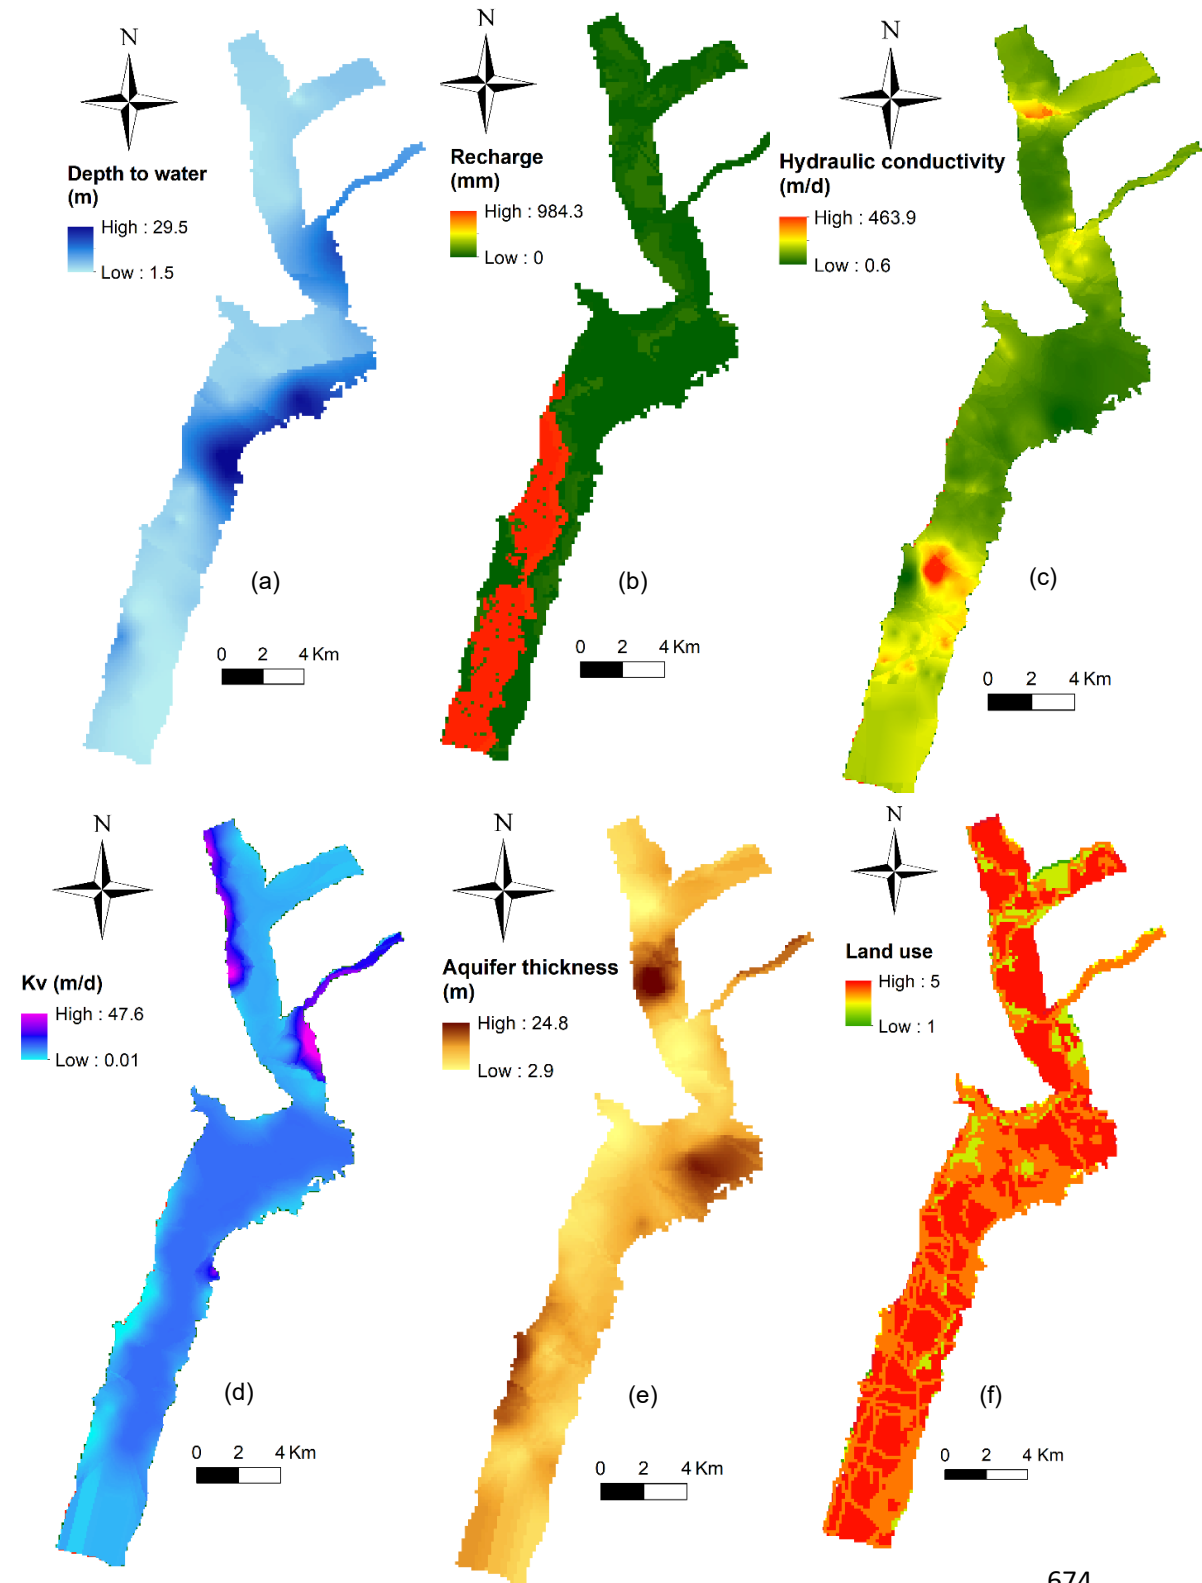 N
Depth to water
(m)
High : 29.5
Low : 1.5
(a)
0 2 4 Km
N
Recharge
(mm)
High : 984.3
Low : 0
(b)
0 2 4 Km
N
Hydraulic conductivity
(m/d)
High : 463.9
Low : 0.6
(c)
0 2 4 Km
N
Kv (m/d)
High : 47.6
Low : 0.01
(d)
0 2 4 Km
N
Aquifer thickness
(m)
High : 24.8
Low : 2.9
(e)
0 2 4 Km
N
Land use
High : 5
Low : 1
(f)
0 2 4 Km
674